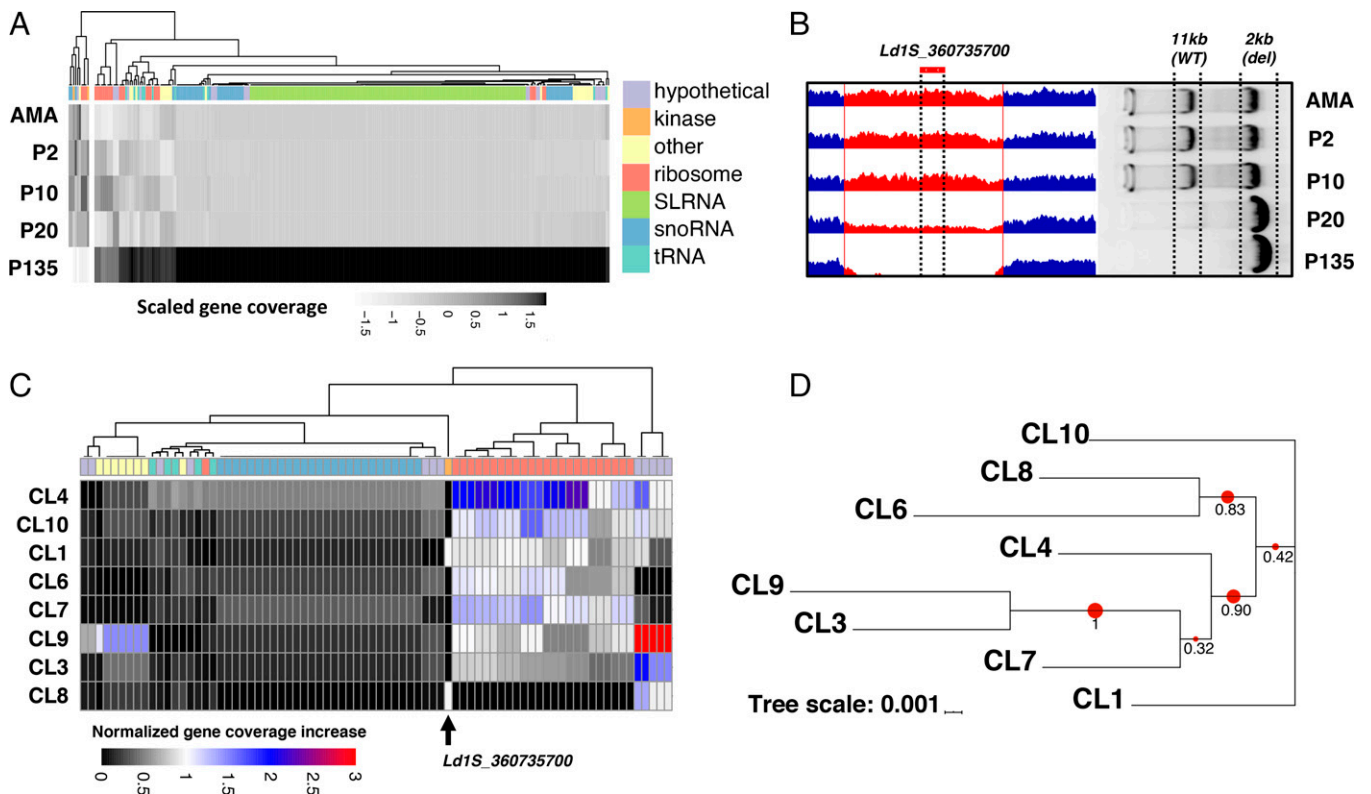 A
AMA
P2
P10
P20
P135
hypothetical
kinase
other
ribosome
SLRNA
snoRNA
tRNA
Scaled gene coverage
−1.5
−1
−0.5
0
0.5
1
1.5
B
Ld1S_360735700
11kb
(WT)
2kb
(del)
AMA
P2
P10
P20
P135
C
CL4
CL10
CL1
CL6
CL7
CL9
CL3
CL8
Normalized gene coverage increase
0
0.5
1
1.5
2
2.5
3
Ld1S_360735700
D
CL10
CL8
0.83
CL6
0.42
CL4
0.90
CL9
1
CL3
0.32
CL7
CL1
Tree scale: 0.001